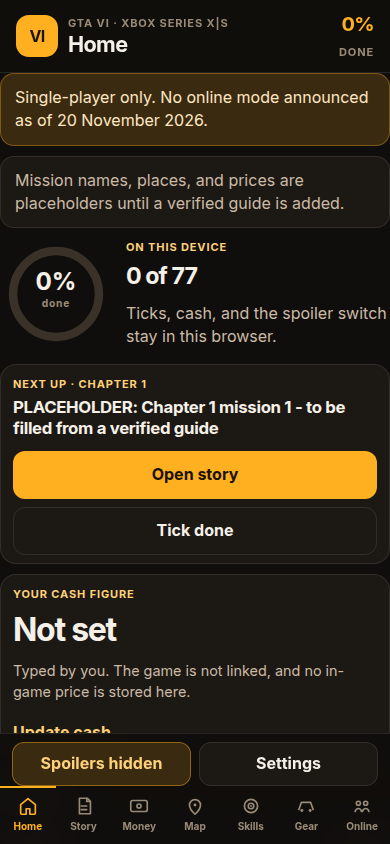 VI
GTA VI · XBOX SERIES X|S
Home
0%
DONE
Single-player only. No online mode announced
as of 20 November 2026.
Mission names, places, and prices are
placeholders until a verified guide is added.
0%
done
ON THIS DEVICE
0 of 77
Ticks, cash, and the spoiler switch
stay in this browser.
NEXT UP · CHAPTER 1
PLACEHOLDER: Chapter 1 mission 1 - to be
filled from a verified guide
Open story
Tick done
YOUR CASH FIGURE
Not set
Typed by you. The game is not linked, and no in-
game price is stored here.
Update cash
Spoilers hidden
Settings
Home
Story
Money
Map
Skills
Gear
Online